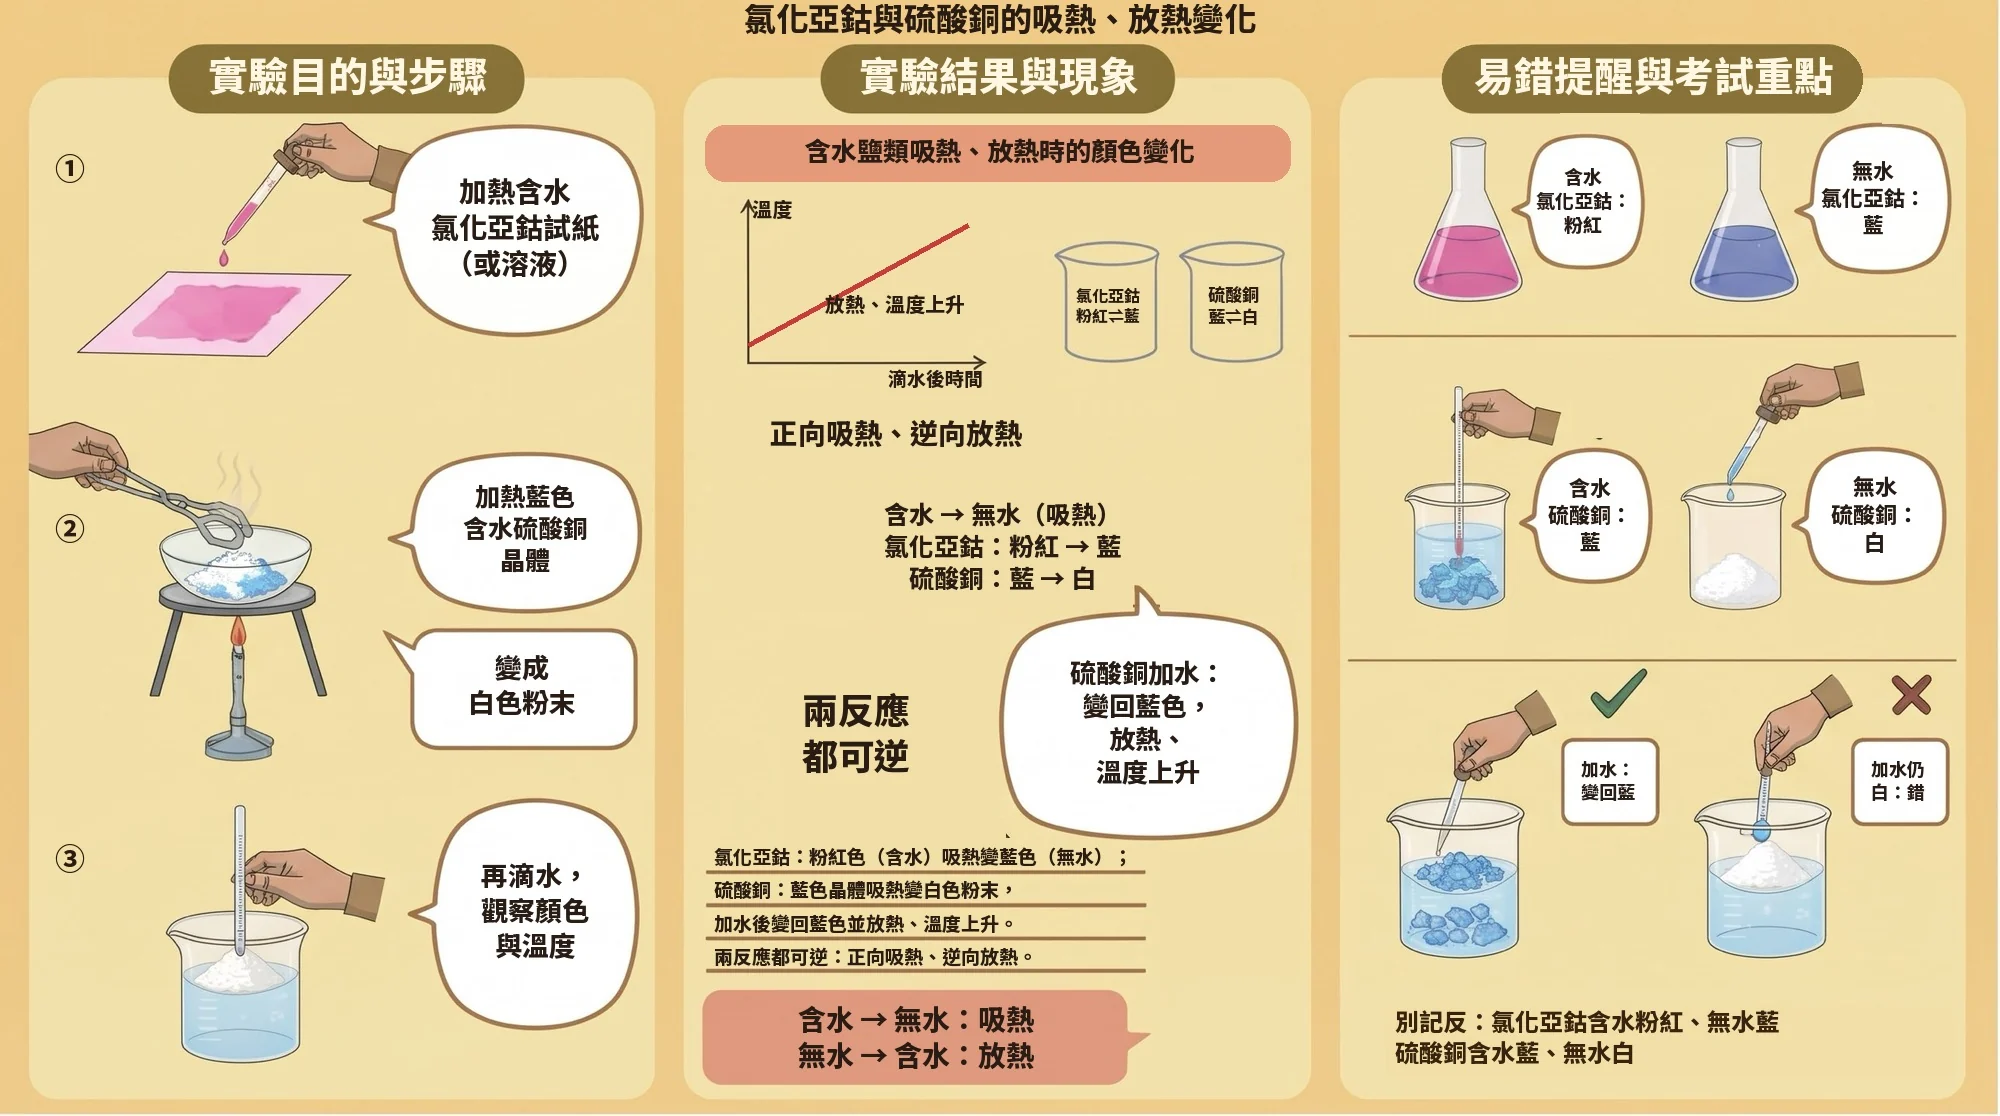 氯化亞鈷與硫酸銅的吸熱、放熱變化
實驗目的與步驟
①
加熱含水
氯化亞鈷試紙
（或溶液）
②
加熱藍色
含水硫酸銅
晶體
變成
白色粉末
③
再滴水，
觀察顏色
與溫度
實驗結果與現象
含水鹽類吸熱、放熱時的顏色變化
溫度
放熱、溫度上升
滴水後時間
氯化亞鈷
粉紅⇌藍
硫酸銅
藍⇌白
正向吸熱、逆向放熱
含水 → 無水（吸熱）
氯化亞鈷：粉紅 → 藍
硫酸銅：藍 → 白
兩反應
都可逆
硫酸銅加水：
變回藍色，
放熱、
溫度上升
氯化亞鈷：粉紅色（含水）吸熱變藍色（無水）；
硫酸銅：藍色晶體吸熱變白色粉末，
加水後變回藍色並放熱、溫度上升。
兩反應都可逆：正向吸熱、逆向放熱。
含水 → 無水：吸熱
無水 → 含水：放熱
易錯提醒與考試重點
含水
氯化亞鈷：
粉紅
無水
氯化亞鈷：
藍
含水
硫酸銅：
藍
無水
硫酸銅：
白
加水：
變回藍
加水仍
白：錯
別記反：氯化亞鈷含水粉紅、無水藍
硫酸銅含水藍、無水白